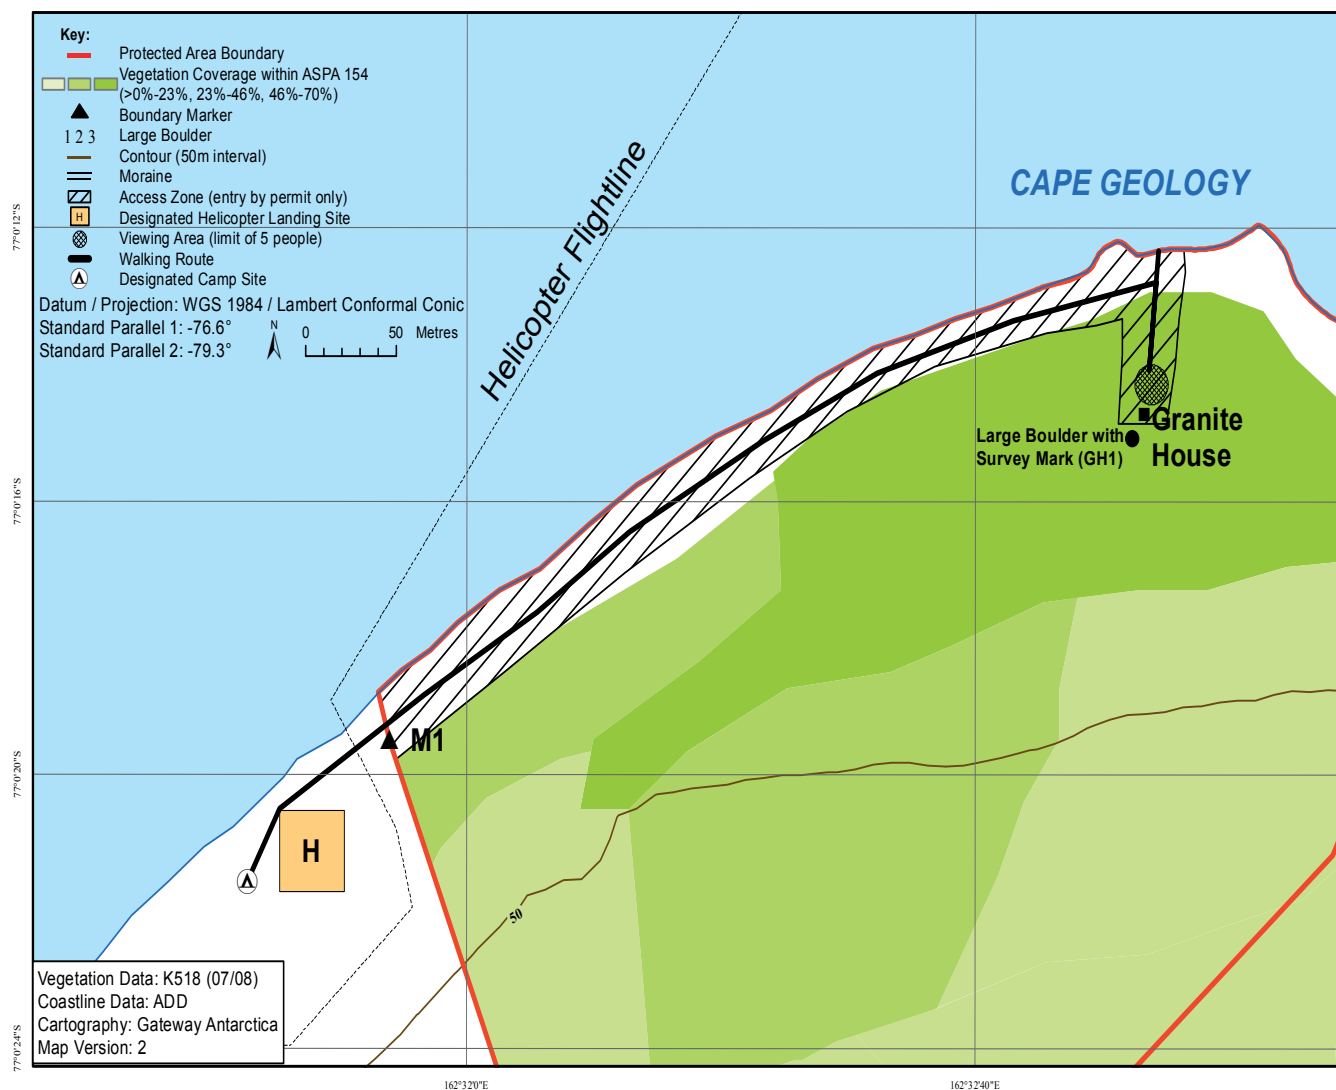 Key:
Protected Area Boundary
Vegetation Coverage within ASPA 154
(>0%-23%, 23%-46%, 46%-70%)
Boundary Marker
1 2 3 Large Boulder
Contour (50m interval)
Moraine
Access Zone (entry by permit only)
H Designated Helicopter Landing Site
Viewing Area (limit of 5 people)
Walking Route
Designated Camp Site
Datum / Projection: WGS 1984 / Lambert Conformal Conic
Standard Parallel 1: -76.6°
Standard Parallel 2: -79.3°
N
0 50 Metres
Helicopter Flightline
CAPE GEOLOGY
Granite
House
Large Boulder with
Survey Mark (GH1)
M1
H
50
Vegetation Data: K518 (07/08)
Coastline Data: ADD
Cartography: Gateway Antarctica
Map Version: 2
77°0'12"S
77°0'16"S
77°0'20"S
77°0'24"S
162°32'0"E
162°32'40"E